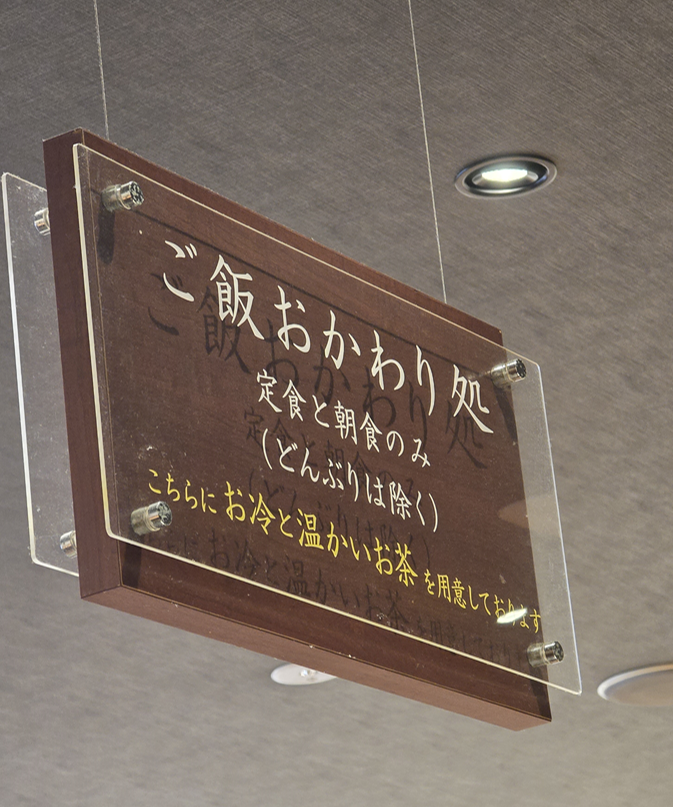 ご飯おかわり処
定食と朝食のみ
(どんぶりは除く)
こちらにお冷と温かいお茶を用意しております